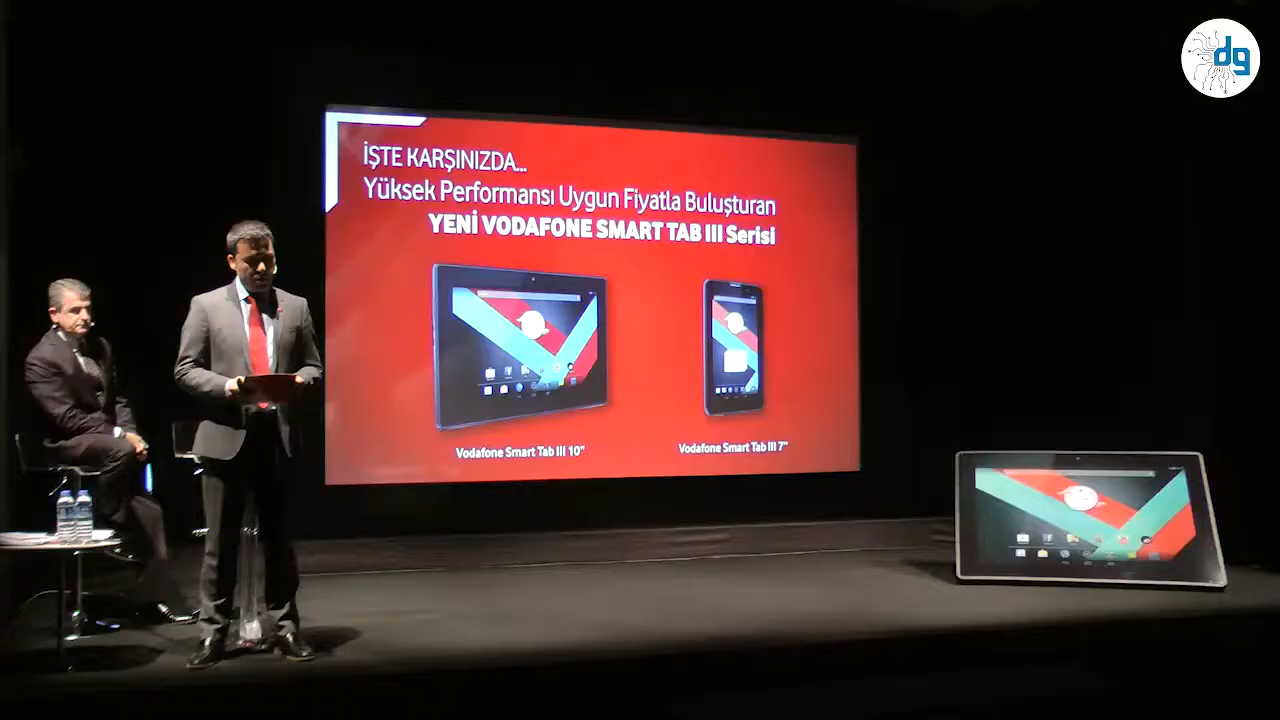 dg
İŞTE KARŞINIZDA...
Yüksek Performansı Uygun Fiyatla Buluşturan
YENİ VODAFONE SMART TAB III Serisi
Vodafone Smart Tab III 10"
Vodafone Smart Tab III 7"